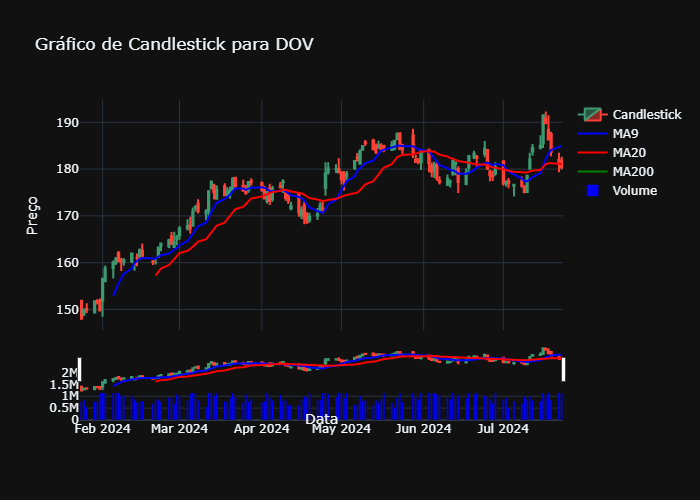 Gráfico de Candlestick para DOV
190
180
170
160
150
Preço
Candlestick
MA9
MA20
MA200
Volume
2M
1.5M
1M
0.5M
0
Feb 2024
Mar 2024
Apr 2024
May 2024
Jun 2024
Jul 2024
Data